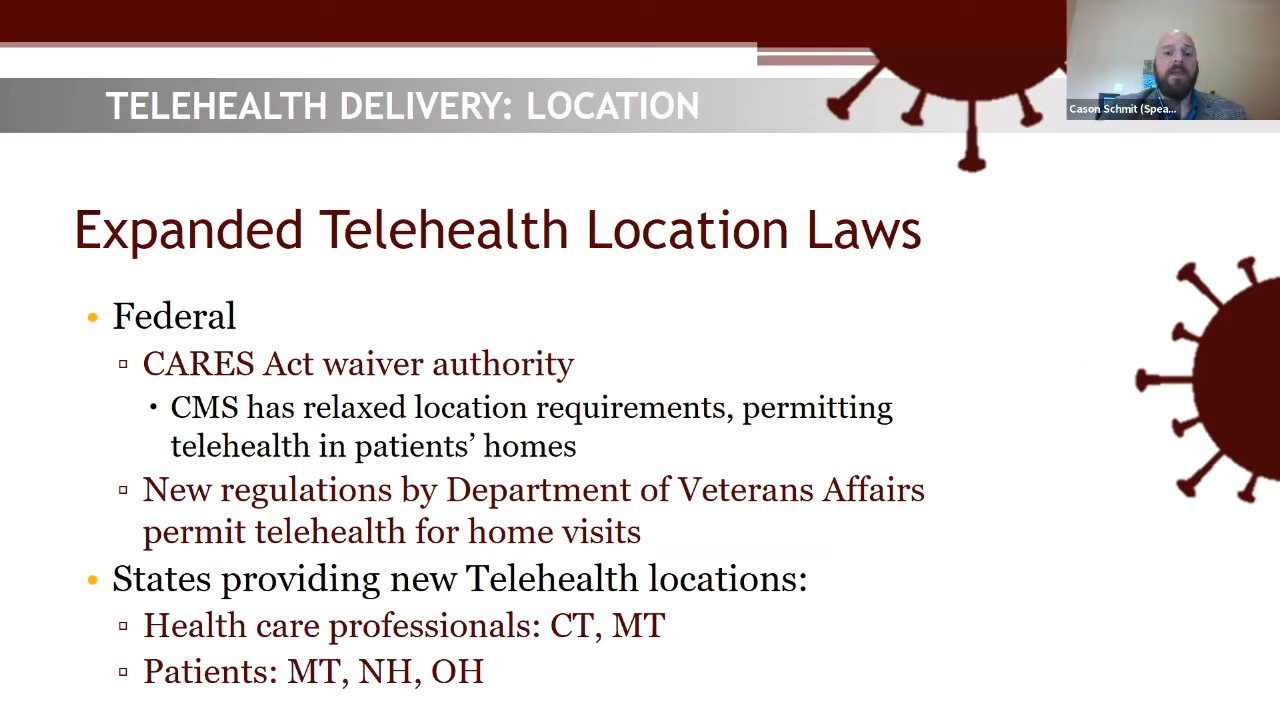 TELEHEALTH DELIVERY: LOCATION
Cason Schmit (Spea...
Expanded Telehealth Location Laws
• Federal
▫ CARES Act waiver authority
• CMS has relaxed location requirements, permitting
telehealth in patients’ homes
▫ New regulations by Department of Veterans Affairs
permit telehealth for home visits
• States providing new Telehealth locations:
▫ Health care professionals: CT, MT
▫ Patients: MT, NH, OH